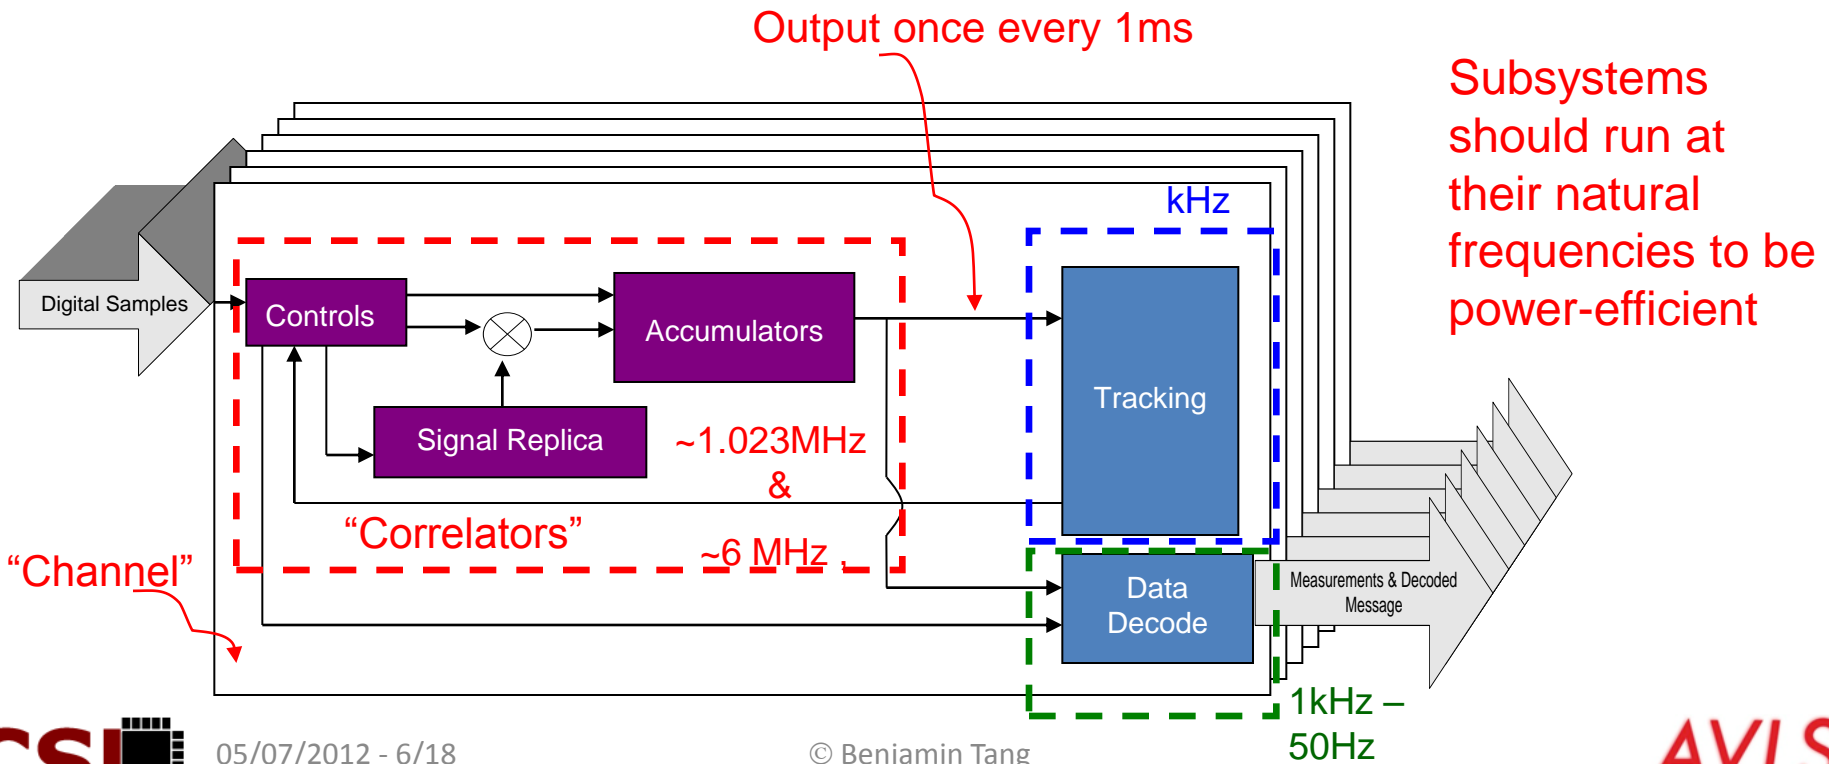 Output once every 1ms
Subsystems
should run at
their natural
frequencies to be
power-efficient
kHz
Digital Samples
Controls
Accumulators
Tracking
Signal Replica
~1.023MHz
&
~6 MHz
“Correlators”
“Channel”
Data
Decode
Measurements & Decoded
Message
1kHz –
50Hz
05/07/2012 - 6/18
© Benjamin Tang